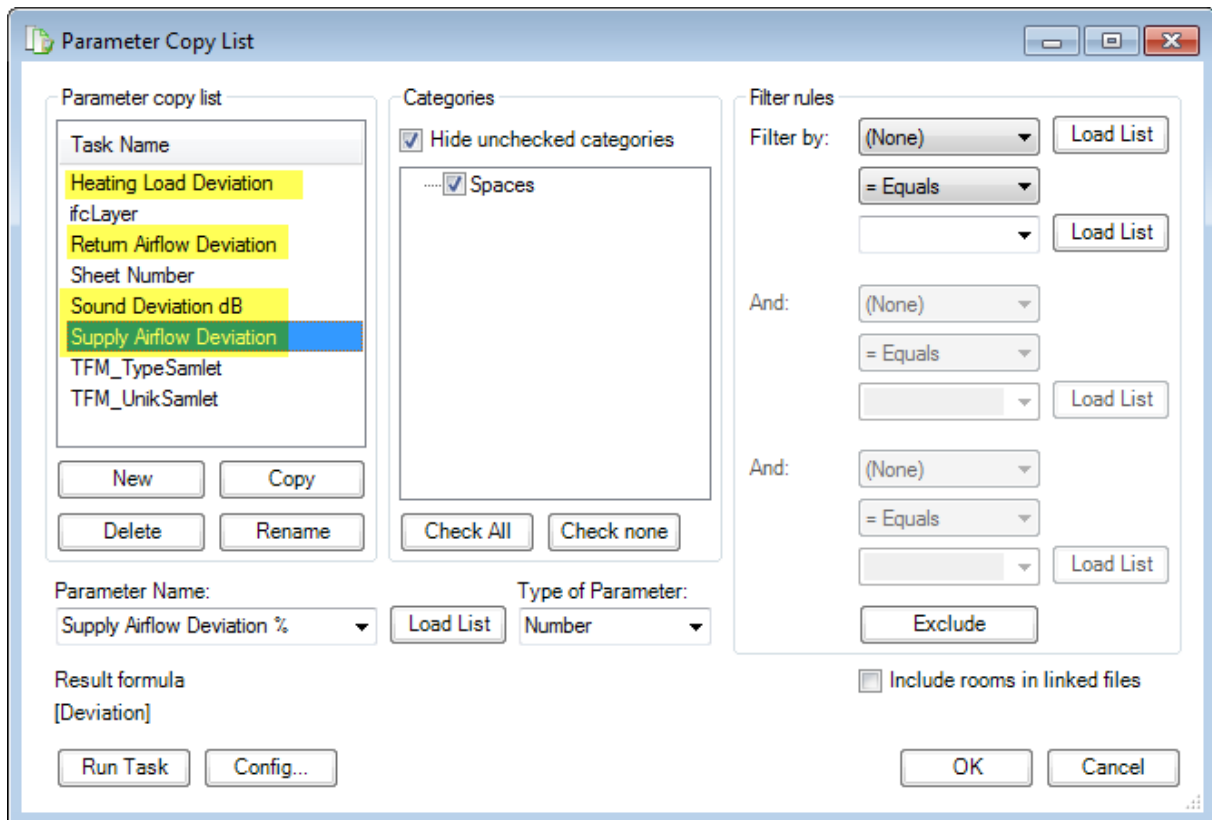 Parameter Copy List
Parameter copy list
Task Name
Heating Load Deviation
ifcLayer
Return Airflow Deviation
Sheet Number
Sound Deviation dB
Supply Airflow Deviation
TFM_TypeSamlet
TFM_UnikSamlet
New Copy
Delete Rename
Categories
Hide unchecked categories
Spaces
Check All Check none
Filter rules
Filter by: (None) Load List
= Equals
Load List
And: (None)
= Equals
Load List
And: (None)
= Equals
Load List
Exclude
Parameter Name: Type of Parameter:
Supply Airflow Deviation % Load List Number
Include rooms in linked files
Result formula
[Deviation]
Run Task Config... OK Cancel